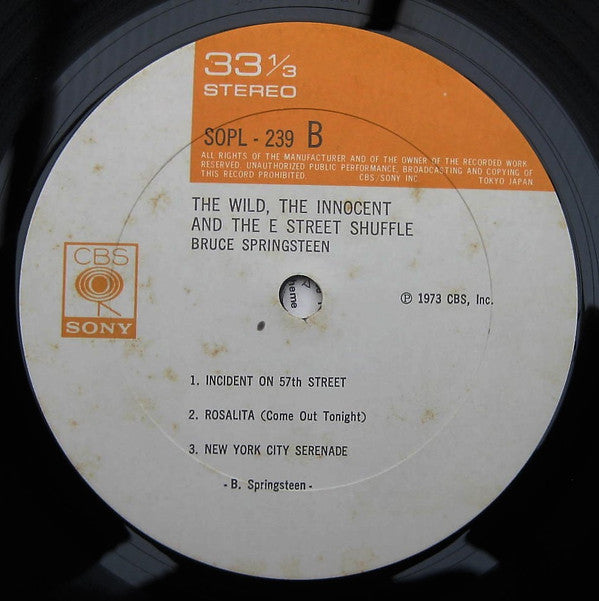 33 1/3
STEREO
SOPL - 239 B
ALL RIGHTS OF THE MANUFACTURER AND OF THE OWNER OF THE RECORDED WORK
RESERVED. UNAUTHORIZED PUBLIC PERFORMANCE, BROADCASTING AND COPYING OF
THIS RECORD PROHIBITED. CBS/SONY INC TOKYO JAPAN
THE WILD, THE INNOCENT
AND THE E STREET SHUFFLE
BRUCE SPRINGSTEEN
CBS
SONY
℗ 1973 CBS, Inc.
1. INCIDENT ON 57th STREET
2. ROSALITA (Come Out Tonight)
3. NEW YORK CITY SERENADE
- B. Springsteen -